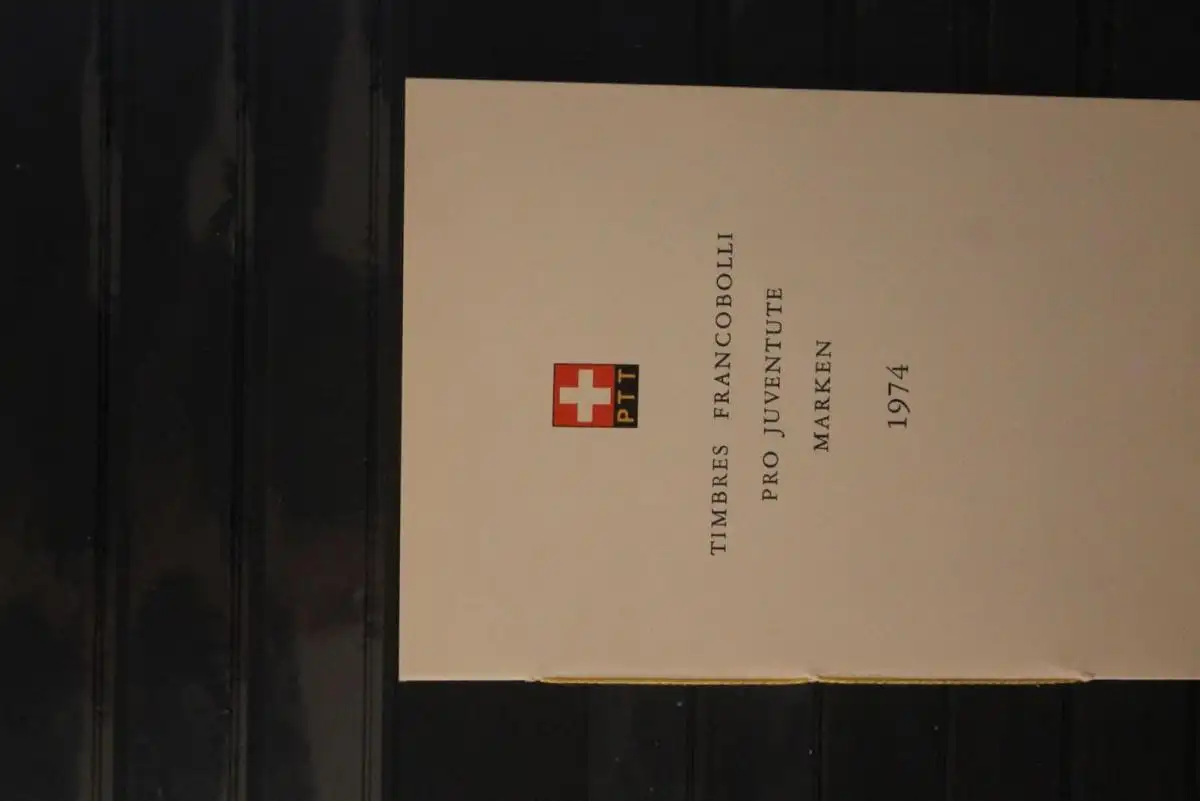 PTT
TIMBRES FRANCOBOLLI
PRO JUVENTUTE
MARKEN
1974